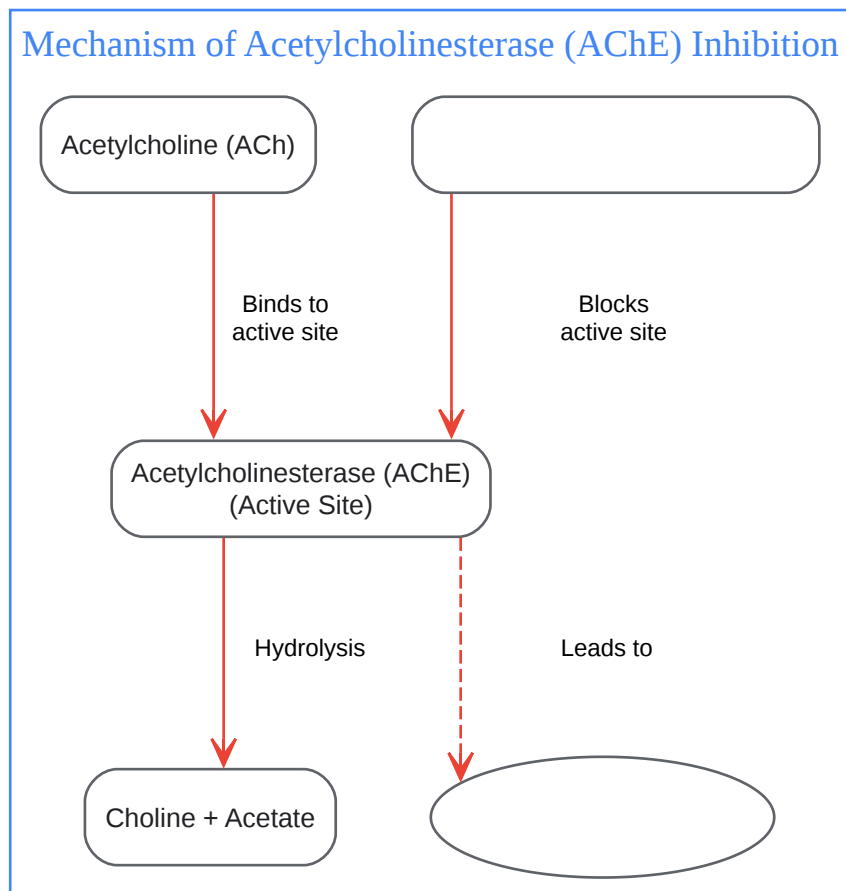 Mechanism of Acetylcholinesterase (AChE) Inhibition
Acetylcholine (ACh)
Binds to
active site
Blocks
active site
Acetylcholinesterase (AChE)
(Active Site)
Hydrolysis
Leads to
Choline + Acetate